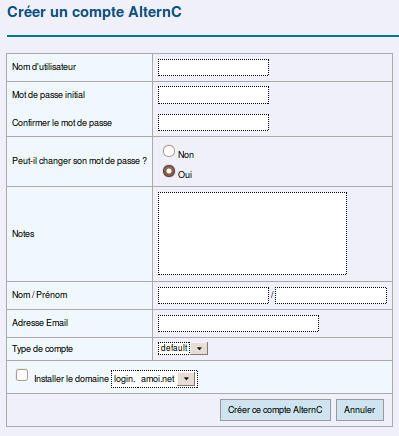 Créer un compte AlternC
Nom d'utilisateur
Mot de passe initial
Confirmer le mot de passe
Peut-il changer son mot de passe ?
Non
Oui
Notes
Nom / Prénom /
Adresse Email
Type de compte default
Installer le domaine login. amoi.net
Créer ce compte AlternC Annuler